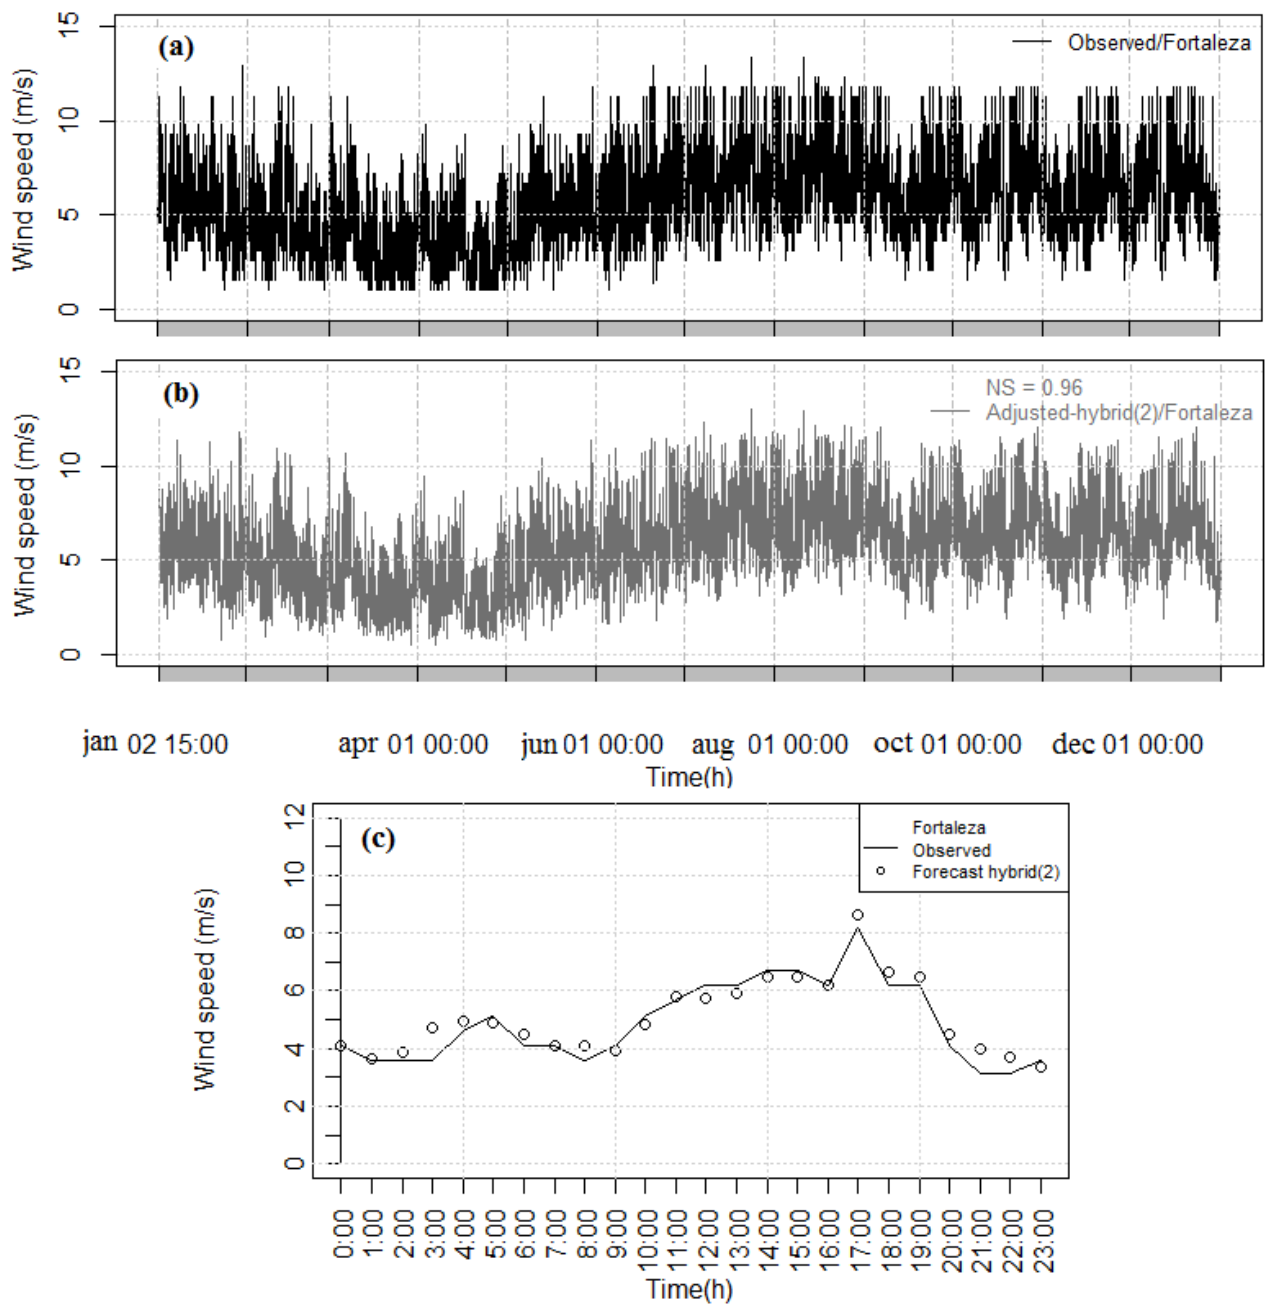 (a)
Observed/Fortaleza
Wind speed (m/s)
15
10
5
0
(b)
NS = 0.96
Adjusted-hybrid(2)/Fortaleza
Wind speed (m/s)
15
10
5
0
jan 02 15:00 apr 01 00:00 jun 01 00:00 aug 01 00:00 oct 01 00:00 dec 01 00:00
Time(h)
(c)
Fortaleza
Observed
Forecast hybrid(2)
Wind speed (m/s)
12
10
8
6
4
2
0
0:00 1:00 2:00 3:00 4:00 5:00 6:00 7:00 8:00 9:00 10:00 11:00 12:00 13:00 14:00 15:00 16:00 17:00 18:00 19:00 20:00 21:00 22:00 23:00
Time(h)